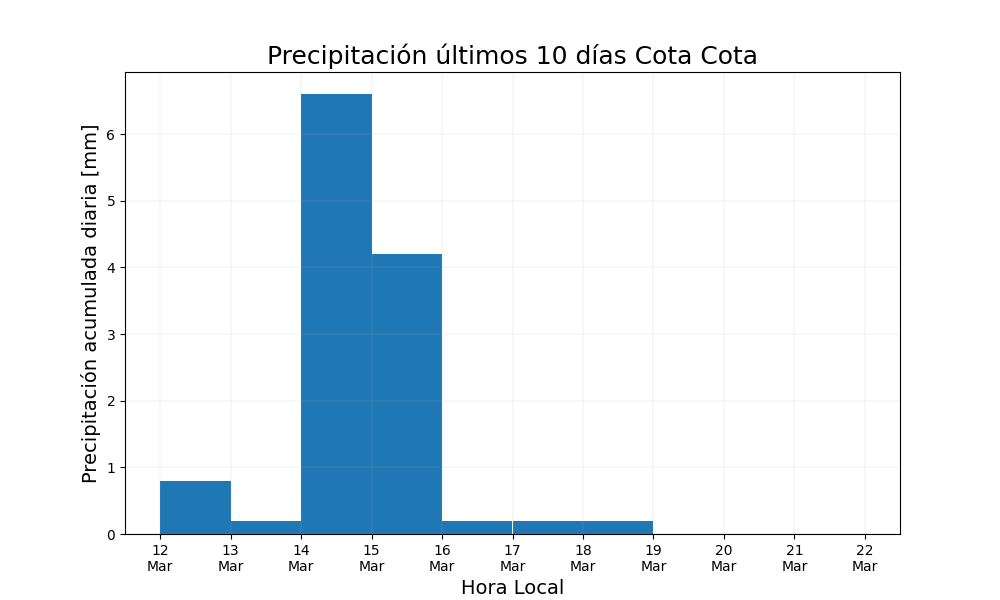 Precipitación últimos 10 días Cota Cota
Precipitación acumulada diaria [mm]
6
5
4
3
2
1
0
12 13 14 15 16 17 18 19 20 21 22
Mar Mar Mar Mar Mar Mar Mar Mar Mar Mar Mar
Hora Local